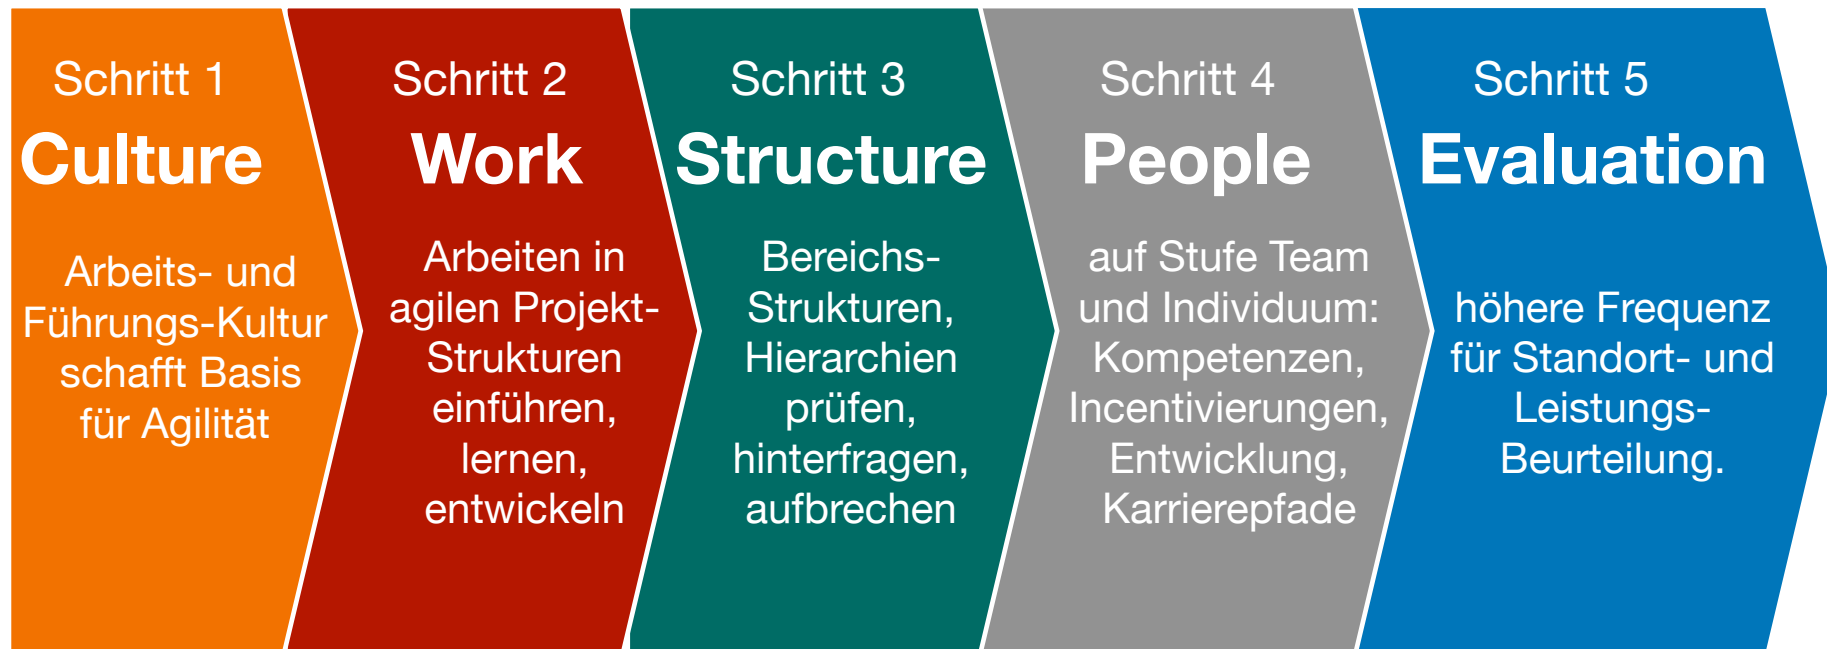 Schritt 1
Culture
Arbeits- und
Führungs-Kultur
schafft Basis
für Agilität
Schritt 2
Work
Arbeiten in
agilen Projekt-
Strukturen
einführen,
lernen,
entwickeln
Schritt 3
Structure
Bereichs-
Strukturen,
Hierarchien
prüfen,
hinterfragen,
aufbrechen
Schritt 4
People
auf Stufe Team
und Individuum:
Kompetenzen,
Incentivierungen,
Entwicklung,
Karrierepfade
Schritt 5
Evaluation
höhere Frequenz
für Standort- und
Leistungs-
Beurteilung.